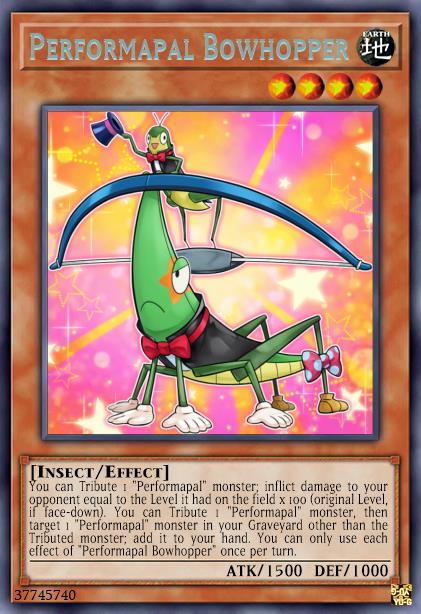 PERFORMAPAL BOWHOPPER
EARTH
地
[INSECT/EFFECT]
You can Tribute 1 "Performapal" monster; inflict damage to your
opponent equal to the Level it had on the field x 100 (original Level,
if face-down). You can Tribute 1 "Performapal" monster, then
target 1 "Performapal" monster in your Graveyard other than the
Tributed monster; add it to your hand. You can only use each
effect of "Performapal Bowhopper" once per turn.
ATK/1500 DEF/1000
37745740